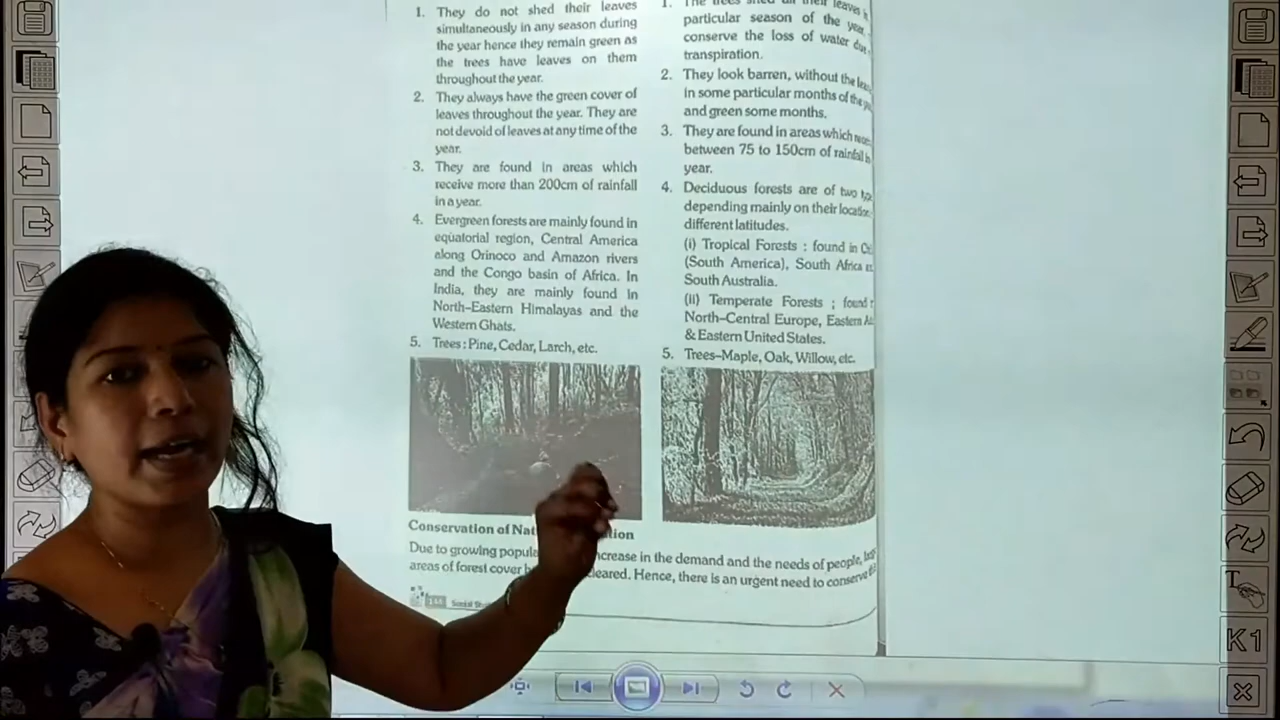 1. They do not shed their leaves
simultaneously in any season during
the year hence they remain green as
the trees have leaves on them
throughout the year.
2. They always have the green cover of
leaves throughout the year. They are
not devoid of leaves at any time of the
year.
3. They are found in areas which
receive more than 200cm of rainfall
in a year.
4. Evergreen forests are mainly found in
equatorial region, Central America
along Orinoco and Amazon rivers
and the Congo basin of Africa. In
India, they are mainly found in
North-Eastern Himalayas and the
Western Ghats.
5. Trees : Pine, Cedar, Larch, etc.
1. The trees shed all their leaves
particular season of the year
conserve the loss of water due
transpiration.
2. They look barren, without the
in some particular months of the
and green some months.
3. They are found in areas which
between 75 to 150cm of rainfall
year.
4. Deciduous forests are of two
depending mainly on their location
different latitudes.
(i) Tropical Forests : found in
(South America), South Africa
South Australia.
(ii) Temperate Forests : found
North-Central Europe, Eastern
& Eastern United States.
5. Trees-Maple, Oak, Willow, etc.
Conservation of
Due to growing increase in the demand and the needs of people,
areas of forest cover cleared. Hence, there is an urgent need to conserve
Social
K1